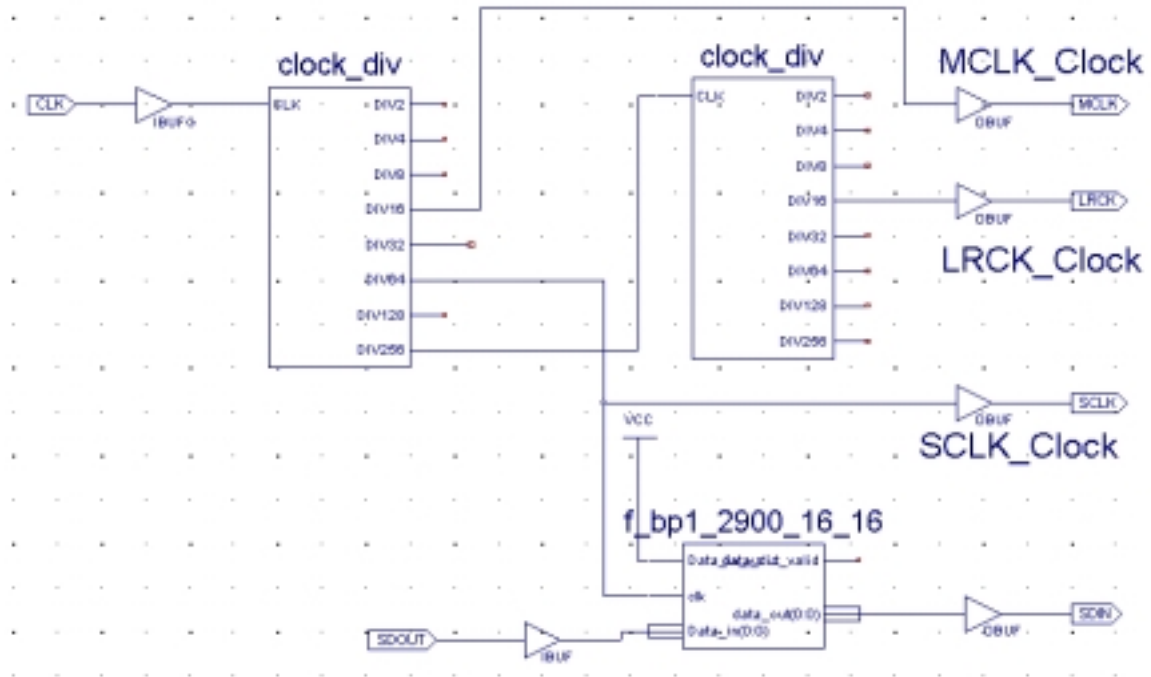 clock_div
clock_div
MCLK_Clock
CLK
IBUFG
CLK
DIV2
DIV4
DIV8
DIV16
DIV32
DIV64
DIV128
DIV256
CLK
DIV2
DIV4
DIV8
DIV16
DIV32
DIV64
DIV128
DIV256
OBUF
MCLK
OBUF
LRCK
LRCK_Clock
OBUF
SCLK
SCLK_Clock
VCC
f_bp1_2900_16_16
clk
data_out(0:0)
Data_in(0:0)
SDOUT
IBUF
OBUF
SDIN